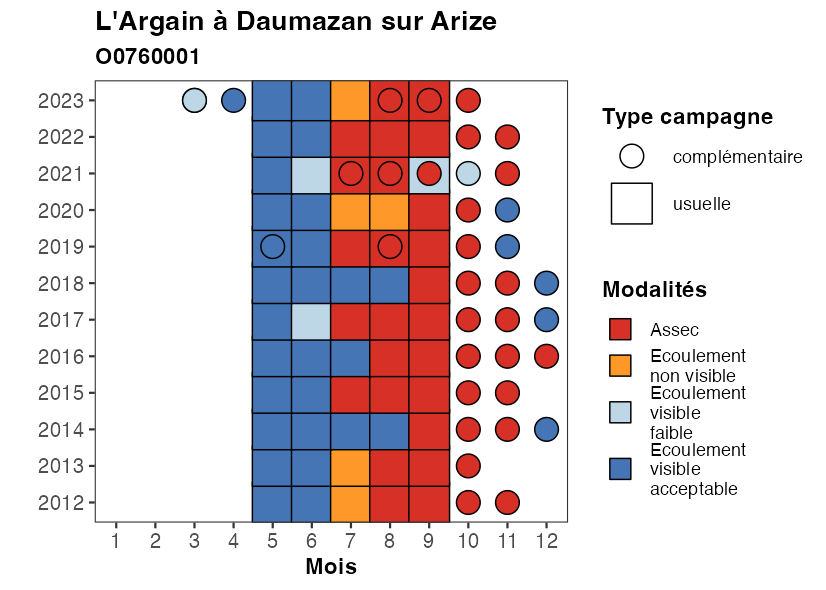 L'Argain à Daumazan sur Arize
O0760001
2023
2022
2021
2020
2019
2018
2017
2016
2015
2014
2013
2012
1 2 3 4 5 6 7 8 9 10 11 12
Mois
Type campagne
complémentaire
usuelle
Modalités
Assec
Ecoulement
non visible
Ecoulement
visible
faible
Ecoulement
visible
acceptable